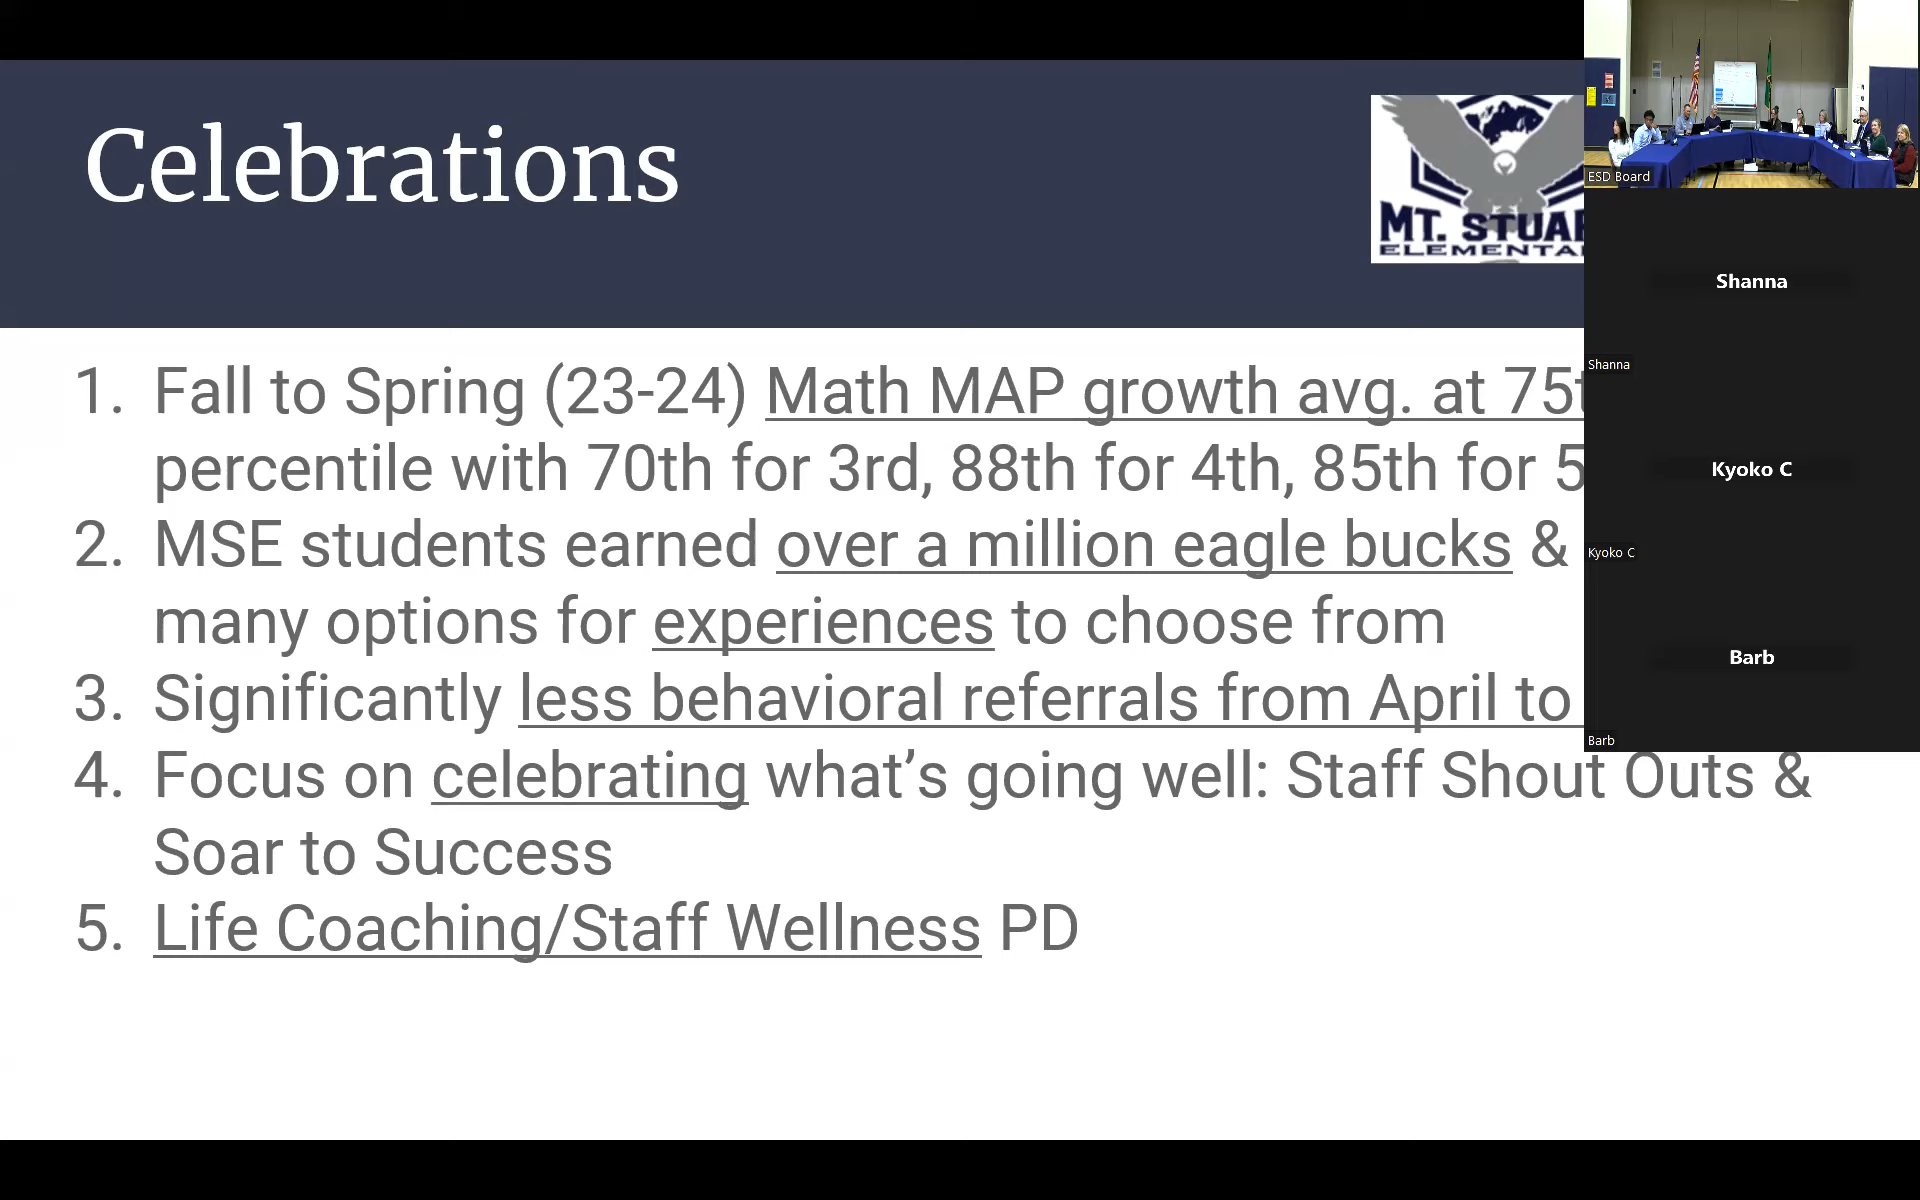 Celebrations
MT. STUAR
ELEMENTA
1. Fall to Spring (23-24) Math MAP growth avg. at 75t
percentile with 70th for 3rd, 88th for 4th, 85th for 5
2. MSE students earned over a million eagle bucks &
many options for experiences to choose from
3. Significantly less behavioral referrals from April to
4. Focus on celebrating what’s going well: Staff Shout Outs &
Soar to Success
5. Life Coaching/Staff Wellness PD
ESD Board
Shanna
Shanna
Kyoko C
Kyoko C
Barb
Barb